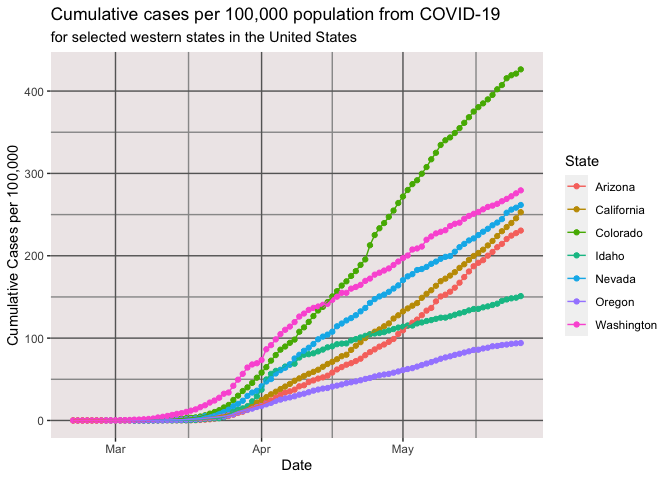 Cumulative cases per 100,000 population from COVID-19
for selected western states in the United States
Cumulative Cases per 100,000
400
300
200
100
0
Mar
Apr
May
Date
State
Arizona
California
Colorado
Idaho
Nevada
Oregon
Washington